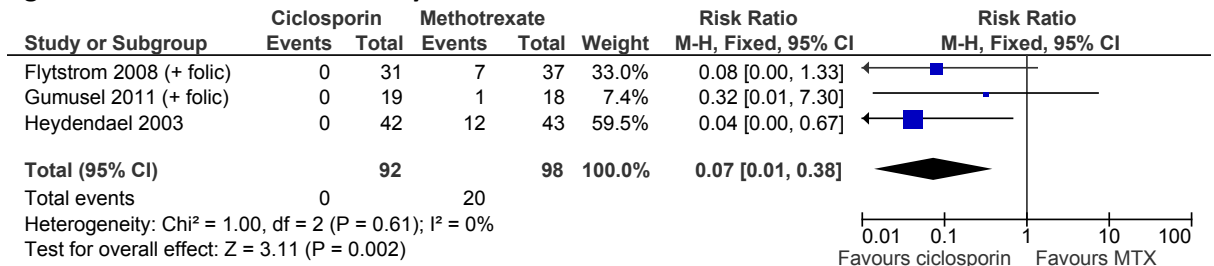 Ciclosporin Methotrexate Risk Ratio Risk Ratio
Study or Subgroup Events Total Events Total Weight M-H, Fixed, 95% CI M-H, Fixed, 95% CI
Flytstrom 2008 (+ folic) 0 31 7 37 33.0% 0.08 [0.00, 1.33]
Gumusel 2011 (+ folic) 0 19 1 18 7.4% 0.32 [0.01, 7.30]
Heydendael 2003 0 42 12 43 59.5% 0.04 [0.00, 0.67]
Total (95% CI) 92 98 100.0% 0.07 [0.01, 0.38]
Total events 0 20
Heterogeneity: Chi² = 1.00, df = 2 (P = 0.61); I² = 0%
Test for overall effect: Z = 3.11 (P = 0.002)
0.01 0.1 1 10 100
Favours ciclosporin Favours MTX